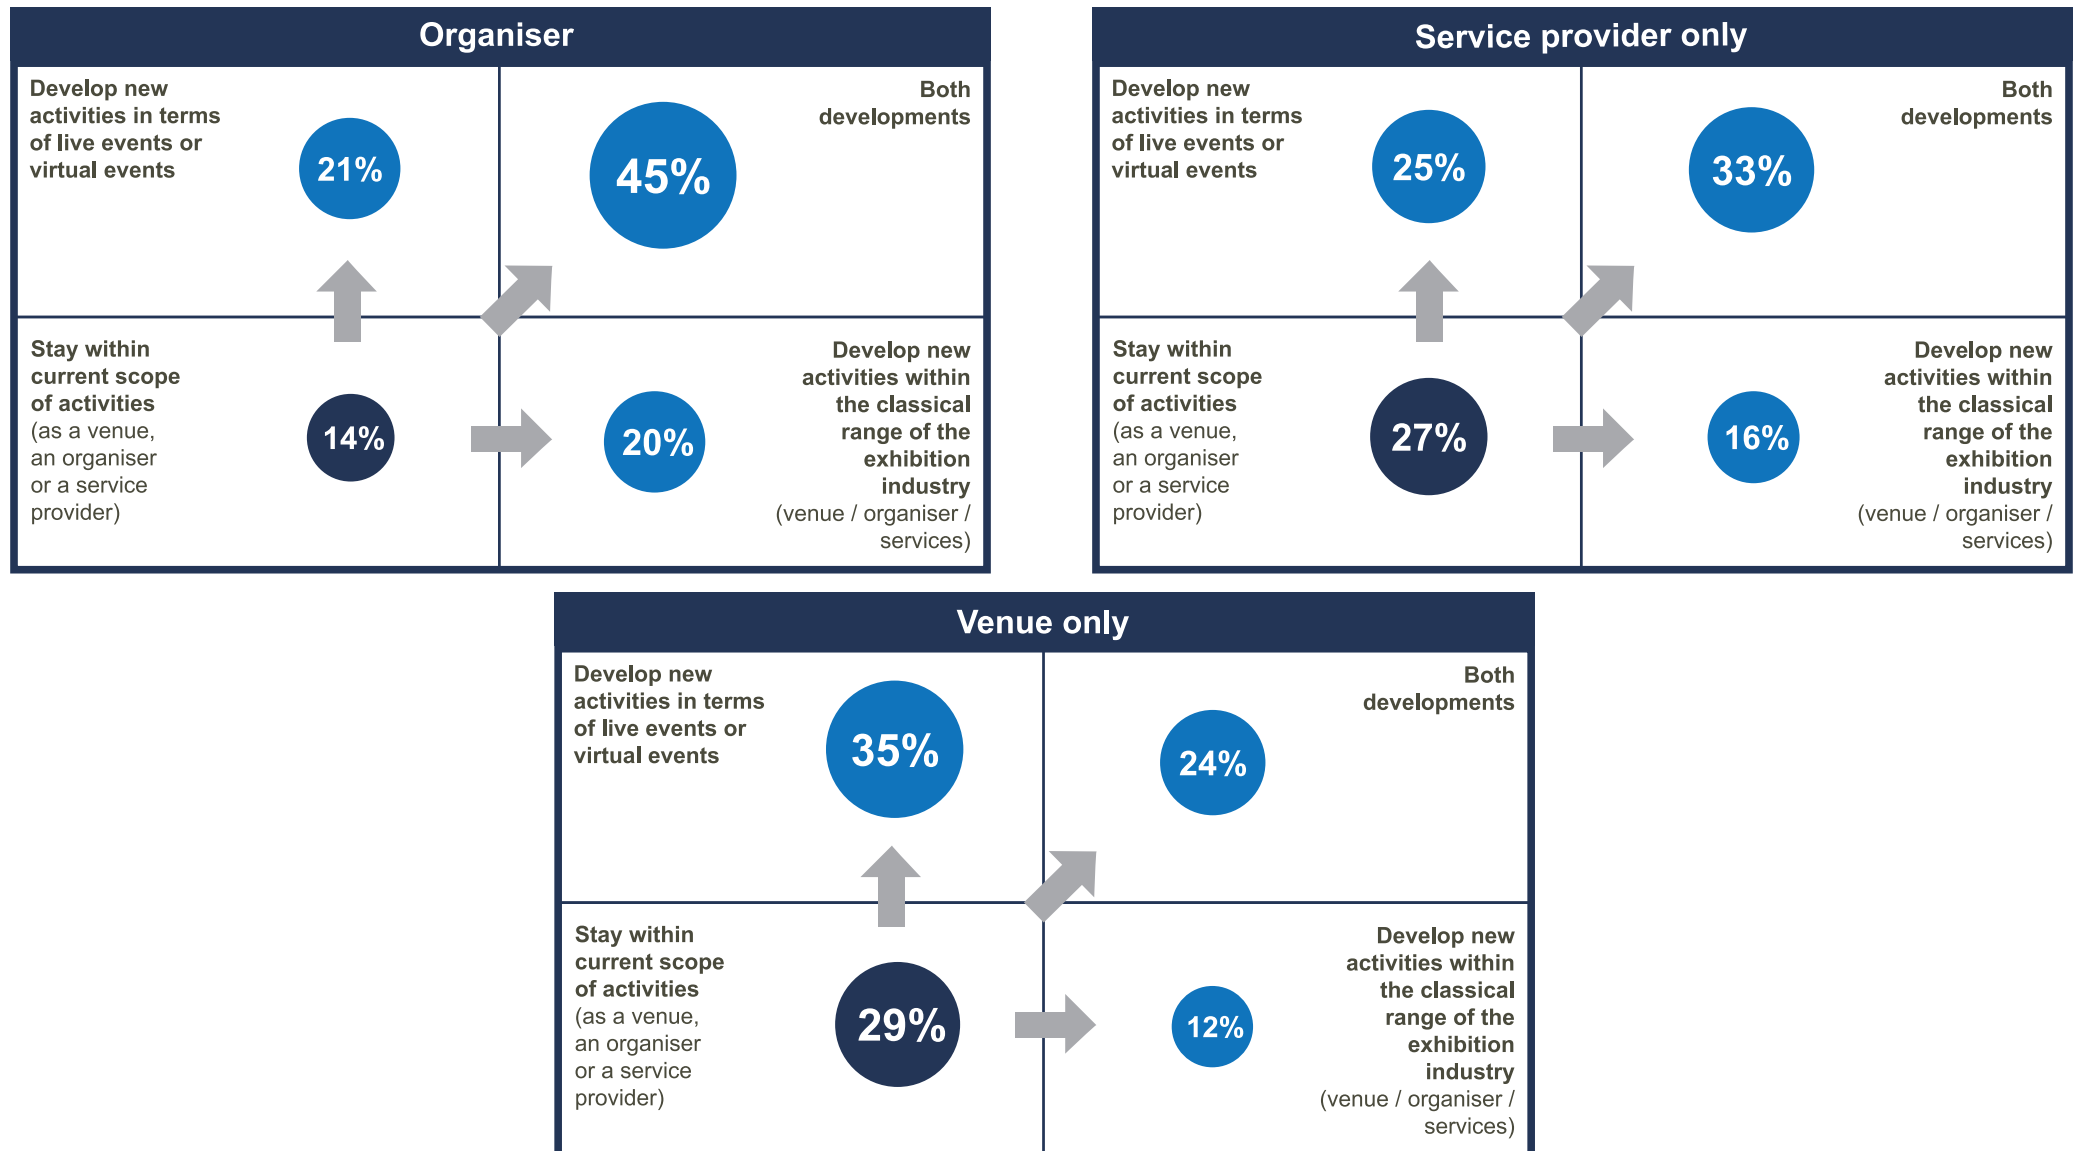 Organiser
Develop new
activities in terms
of live events or
virtual events
21%
Both
developments
45%
Stay within
current scope
of activities
(as a venue,
an organiser
or a service
provider)
14%
Develop new
activities within
the classical
range of the
exhibition
industry
(venue / organiser /
services)
20%
Service provider only
Develop new
activities in terms
of live events or
virtual events
25%
Both
developments
33%
Stay within
current scope
of activities
(as a venue,
an organiser
or a service
provider)
27%
Develop new
activities within
the classical
range of the
exhibition
industry
(venue / organiser /
services)
16%
Venue only
Develop new
activities in terms
of live events or
virtual events
35%
Both
developments
24%
Stay within
current scope
of activities
(as a venue,
an organiser
or a service
provider)
29%
Develop new
activities within
the classical
range of the
exhibition
industry
(venue / organiser /
services)
12%